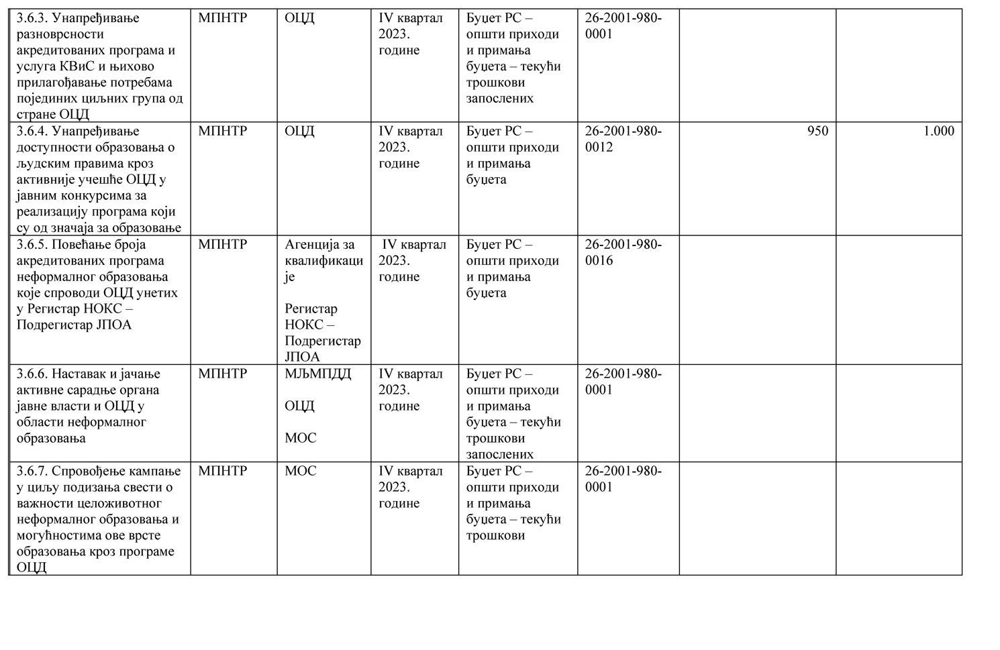 3.6.3. Унапређивање
разноврсности
акредитованих програма и
услуга КВиС и њихово
прилагођавање потребама
појединих циљних група од
стране ОЦД
МПНТР
ОЦД
IV квартал
2023.
године
Буџет РС –
општи приходи
и примања
буџета – текући
трошкови
запослених
26-2001-980-
0001
3.6.4. Унапређивање
доступности образовања о
људским правима кроз
активније учешће ОЦД у
јавним конкурсима за
реализацију програма који
су од значаја за образовање
МПНТР
ОЦД
IV квартал
2023.
године
Буџет РС –
општи приходи
и примања
буџета
26-2001-980-
0012
950
1.000
3.6.5. Повећање броја
акредитованих програма
неформалног образовања
које спроводи ОЦД унетих
у Регистар НОКС –
Подрегистар ЈПОА
МПНТР
Агенција за
квалификаци
је
Регистар
НОКС –
Подрегистар
ЈПОА
IV квартал
2023.
године
Буџет РС –
општи приходи
и примања
буџета
26-2001-980-
0016
3.6.6. Наставак и јачање
активне сарадње органа
јавне власти и ОЦД у
области неформалног
образовања
МПНТР
МЉМПДД
ОЦД
МОС
IV квартал
2023.
године
Буџет РС –
општи приходи
и примања
буџета – текући
трошкови
запослених
26-2001-980-
0001
3.6.7. Спровођење кампање
у циљу подизања свести о
важности целоживотног
неформалног образовања и
могућностима ове врсте
образовања кроз програме
ОЦД
МПНТР
МОС
IV квартал
2023.
године
Буџет РС –
општи приходи
и примања
буџета – текући
трошкови
26-2001-980-
0001